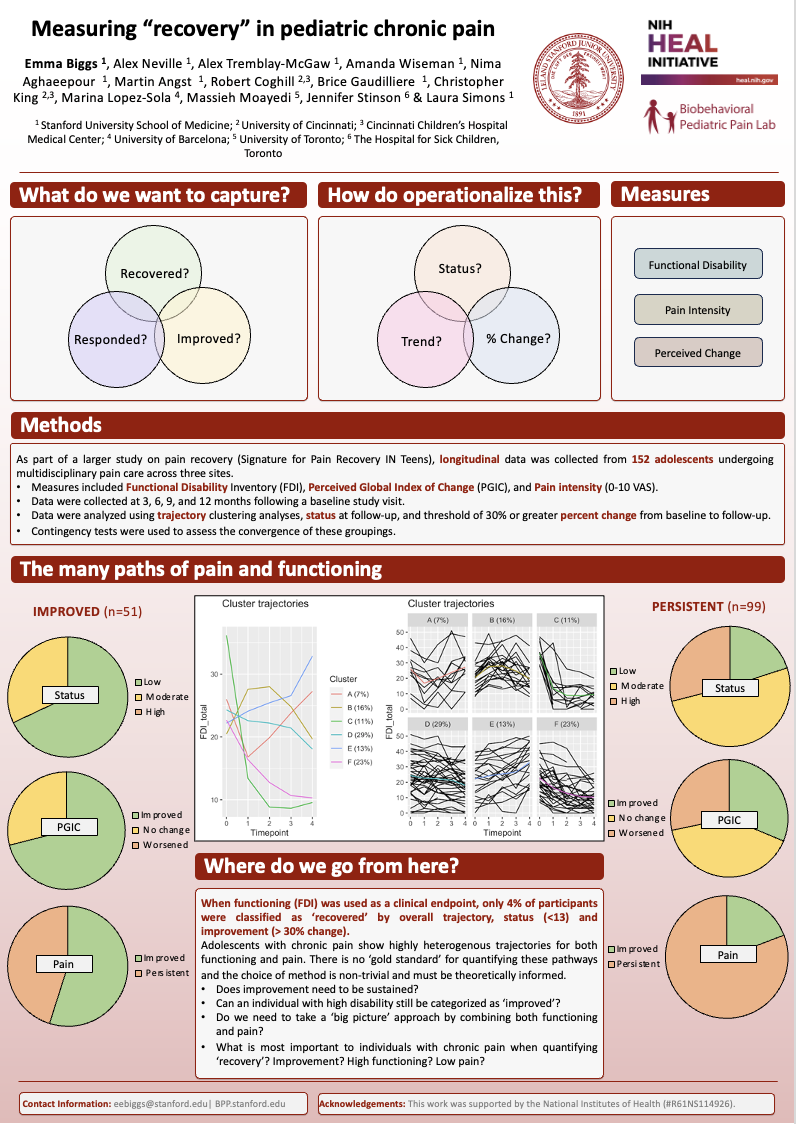 Measuring “recovery” in pediatric chronic pain
Emma Biggs 1, Alex Neville 1, Alex Tremblay-McGaw 1, Amanda Wiseman 1, Nima
Aghaeepour 1, Martin Angst 1, Robert Coghill 2,3, Brice Gaudilliere 1, Christopher
King 2,3, Marina Lopez-Sola 4, Massieh Moayedi 5, Jennifer Stinson 6 & Laura Simons 1
1 Stanford University School of Medicine; 2 University of Cincinnati; 3 Cincinnati Children’s Hospital
Medical Center; 4 University of Barcelona; 5 University of Toronto; 6 The Hospital for Sick Children,
Toronto
LELAND STANFORD JUNIOR UNIVERSITY
1891
NIH
HEAL
INITIATIVE
heal.nih.gov
Biobehavioral
Pediatric Pain Lab
What do we want to capture?
Recovered?
Responded?
Improved?
How do operationalize this?
Status?
Trend?
% Change?
Measures
Functional Disability
Pain Intensity
Perceived Change
Methods
As part of a larger study on pain recovery (Signature for Pain Recovery IN Teens), longitudinal data was collected from 152 adolescents undergoing
multidisciplinary pain care across three sites.
• Measures included Functional Disability Inventory (FDI), Perceived Global Index of Change (PGIC), and Pain intensity (0-10 VAS).
• Data were collected at 3, 6, 9, and 12 months following a baseline study visit.
• Data were analyzed using trajectory clustering analyses, status at follow-up, and threshold of 30% or greater percent change from baseline to follow-up.
• Contingency tests were used to assess the convergence of these groupings.
The many paths of pain and functioning
IMPROVED (n=51)
Status
Low
Moderate
High
PGIC
Improved
No change
Worsened
Pain
Improved
Persistent
Cluster trajectories
FDI_total
30
20
10
0 1 2 3 4
Timepoint
Cluster
A (7%)
B (16%)
C (11%)
D (29%)
E (13%)
F (23%)
Cluster trajectories
FDI_total
A (7%)
B (16%)
C (11%)
50
40
30
20
10
0
D (29%)
E (13%)
F (23%)
50
40
30
20
10
0
0 1 2 3 4 0 1 2 3 4 0 1 2 3 4
Timepoint
PERSISTENT (n=99)
Low
Moderate
High
Status
Improved
No change
Worsened
PGIC
Improved
Persistent
Pain
Where do we go from here?
When functioning (FDI) was used as a clinical endpoint, only 4% of participants
were classified as ‘recovered’ by overall trajectory, status (<13) and
improvement (> 30% change).
Adolescents with chronic pain show highly heterogenous trajectories for both
functioning and pain. There is no ‘gold standard’ for quantifying these pathways
and the choice of method is non-trivial and must be theoretically informed.
• Does improvement need to be sustained?
• Can an individual with high disability still be categorized as ‘improved’?
• Do we need to take a ‘big picture’ approach by combining both functioning
and pain?
• What is most important to individuals with chronic pain when quantifying
‘recovery’? Improvement? High functioning? Low pain?
Contact Information: eebiggs@stanford.edu| BPP.stanford.edu
Acknowledgements: This work was supported by the National Institutes of Health (#R61NS114926).